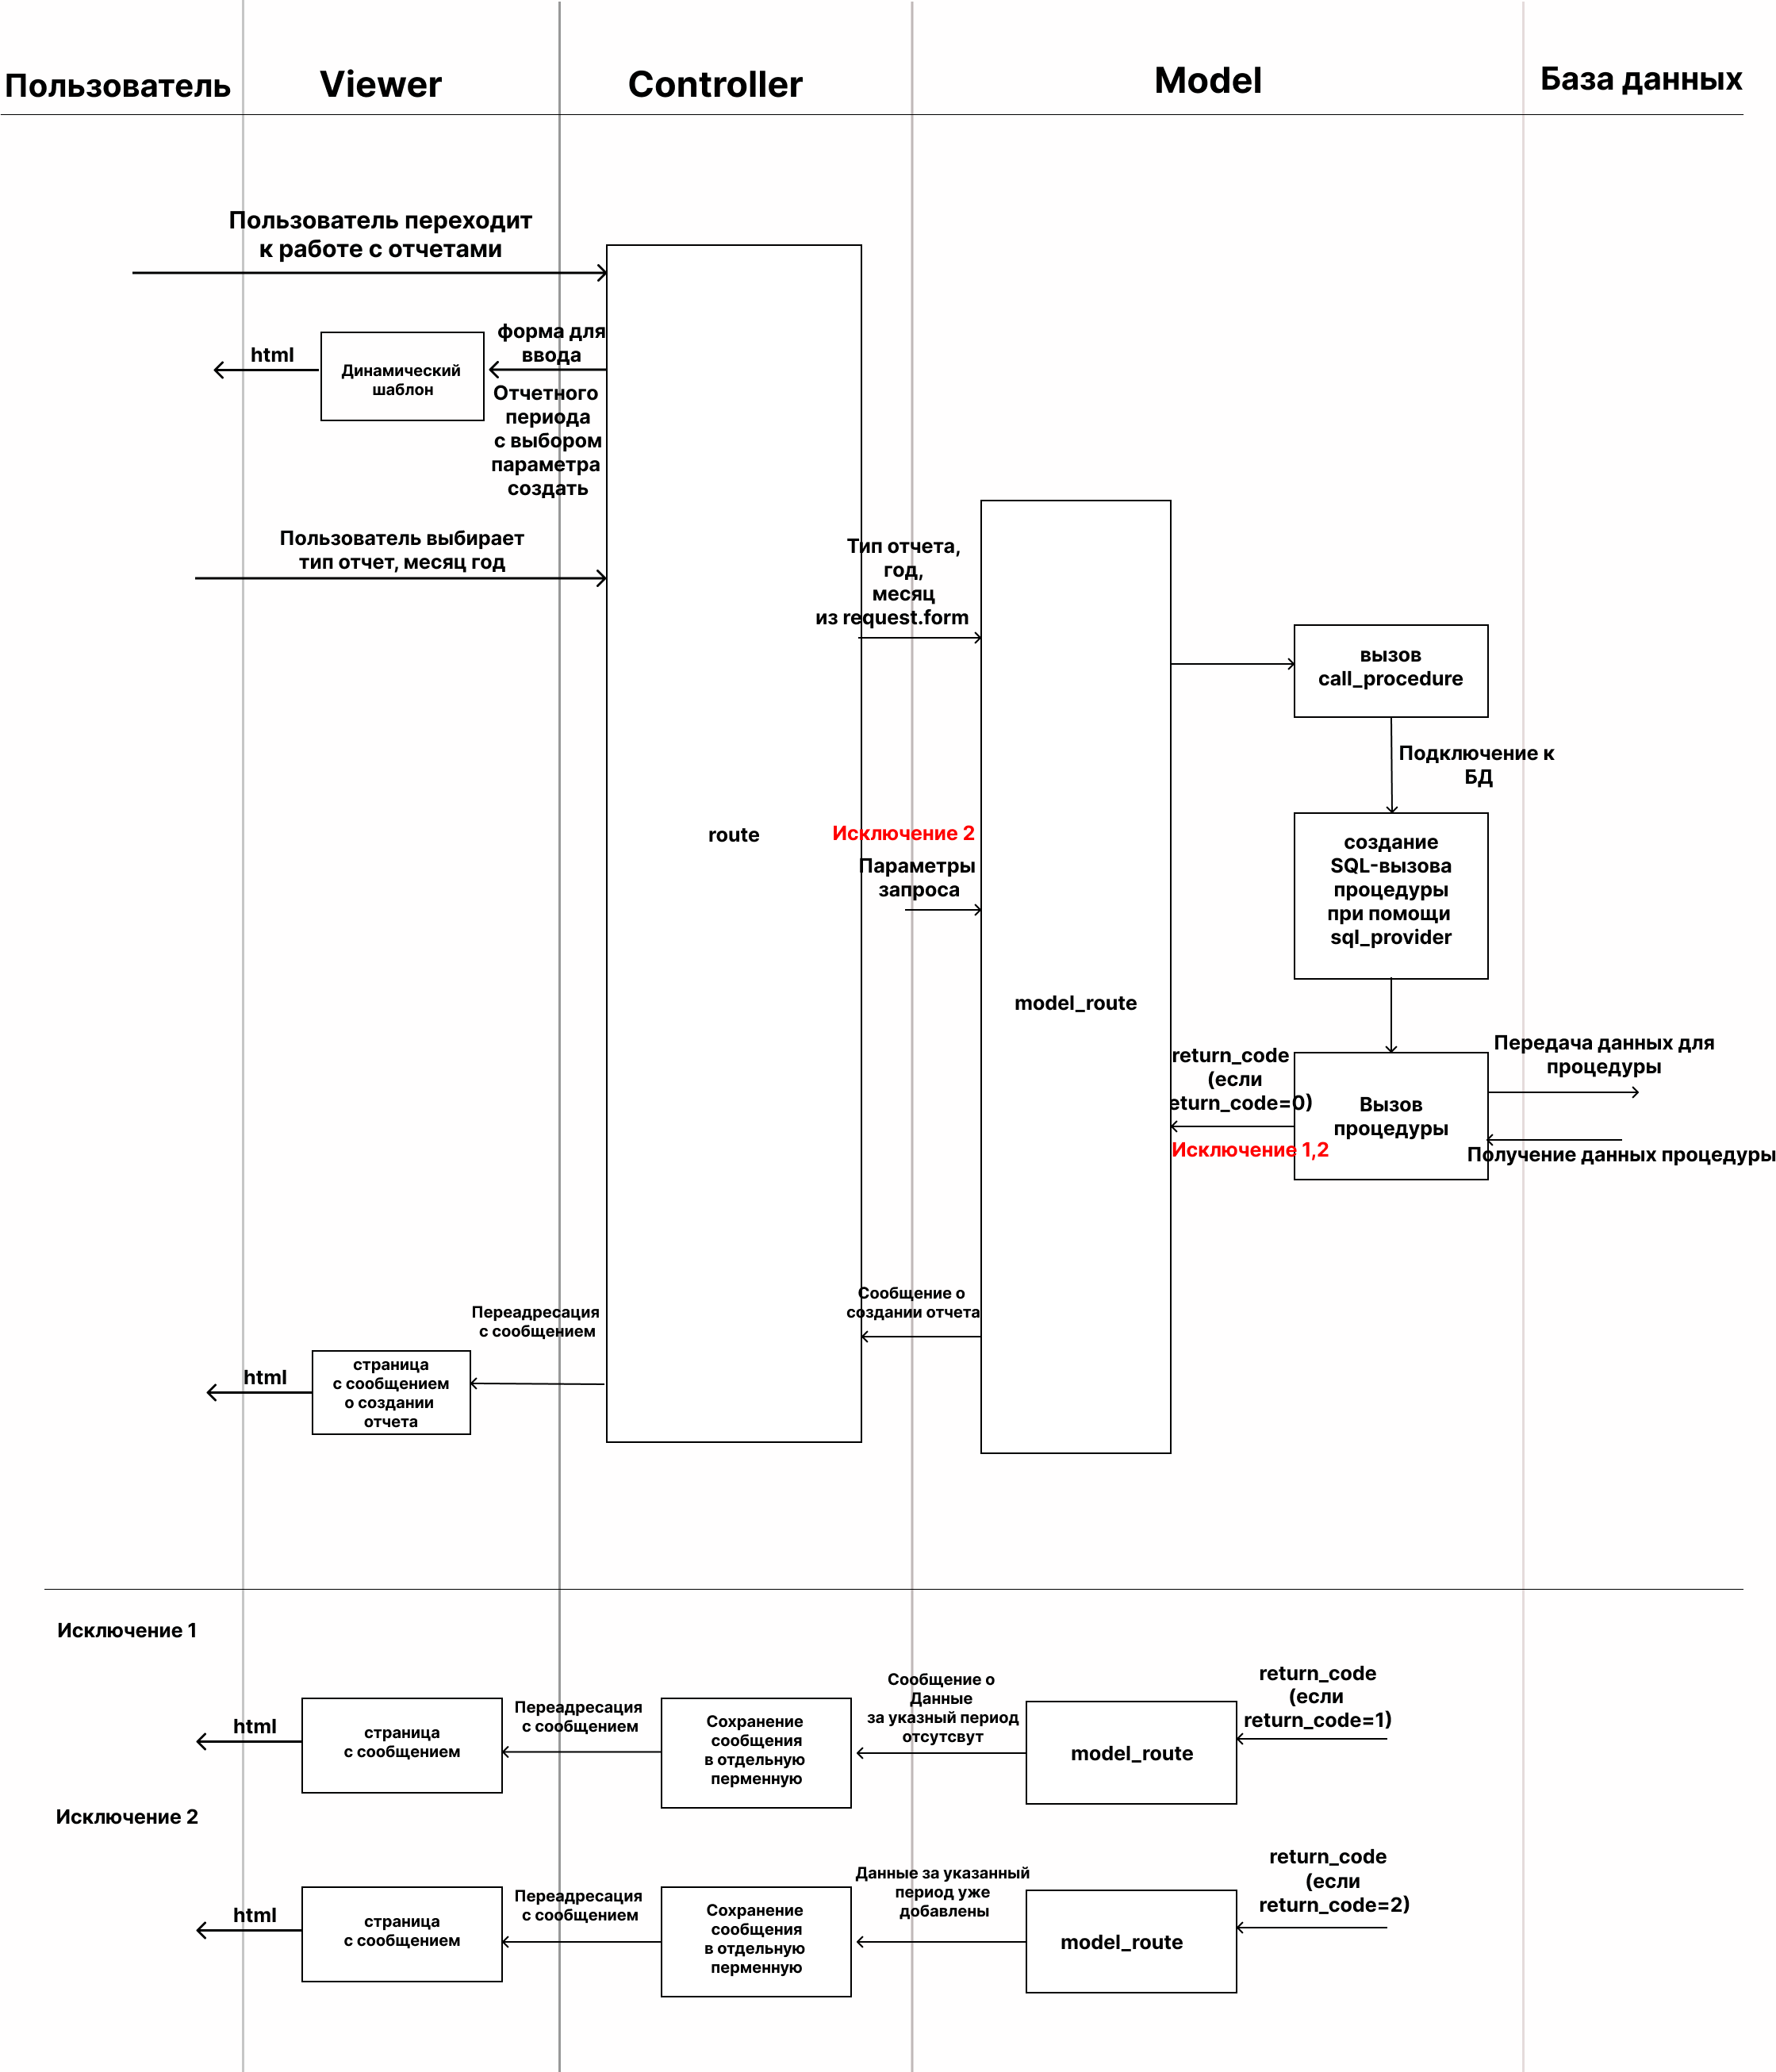 Пользователь
Viewer
Controller
Model
База данных
Пользователь переходит
к работе с отчетами
html
Динамический
шаблон
форма для
ввода
Отчетного
периода
с выбором
параметра
создать
Пользователь выбирает
тип отчет, месяц год
Тип отчета,
год,
месяц
из request.form
вызов
call_procedure
Подключение к
БД
route
Исключение 2
Параметры
запроса
создание
SQL-вызова
процедуры
при помощи
sql_provider
model_route
return_code
(если
eturn_code=0)
Исключение 1,2
Вызов
процедуры
Передача данных для
процедуры
Получение данных процедуры
Сообщение о
создании отчета
Переадресация
с сообщением
html
страница
с сообщением
о создании
отчета
Исключение 1
html
страница
с сообщением
Переадресация
с сообщением
Сохранение
сообщения
в отдельную
перменную
Сообщение о
Данные
за указный период
отсутсвут
model_route
return_code
(если
return_code=1)
Исключение 2
html
страница
с сообщением
Переадресация
с сообщением
Сохранение
сообщения
в отдельную
перменную
Данные за указанный
период уже
добавлены
model_route
return_code
(если
return_code=2)